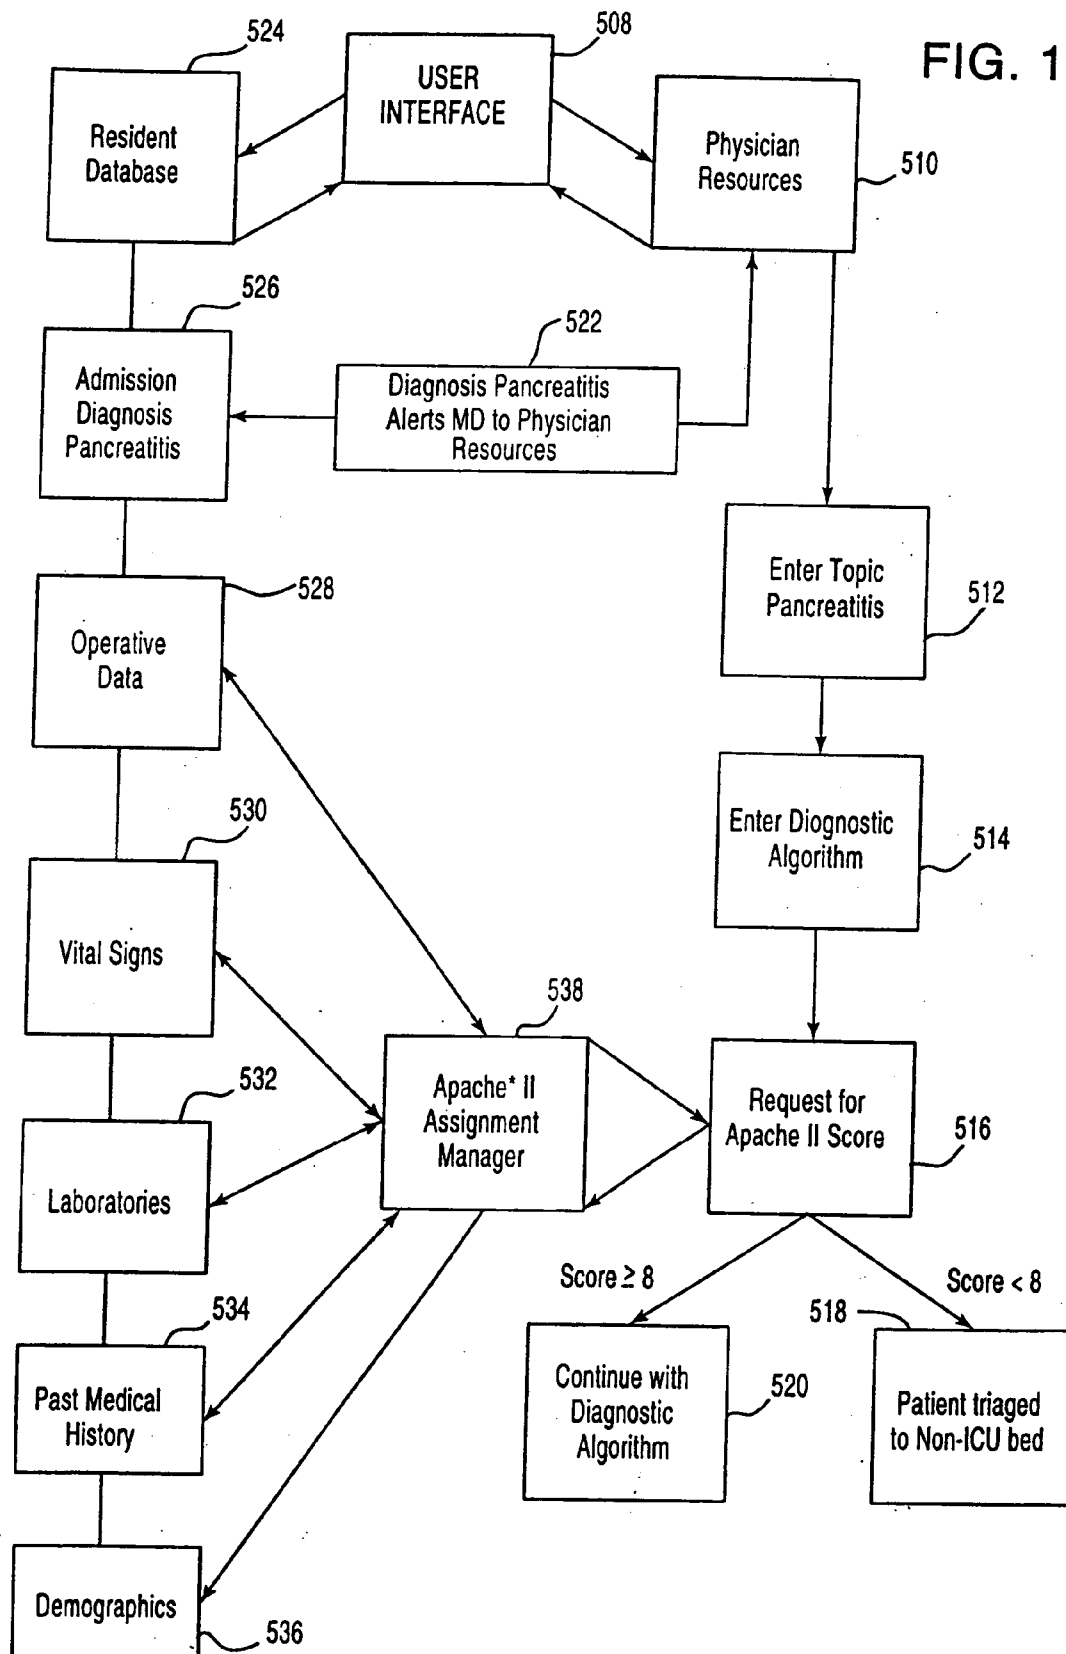 FIG. 1
524
508
USER
INTERFACE
Resident
Database
Physician
Resources
510
526
522
Admission
Diagnosis
Pancreatitis
Diagnosis Pancreatitis
Alerts MD to Physician
Resources
528
Enter Topic
Pancreatitis
512
Operative
Data
530
Enter Diognostic
Algorithm
514
Vital Signs
538
532
Apache* II
Assignment
Manager
Request for
Apache II Score
516
Laboratories
Score ≥ 8
Score < 8
534
518
Past Medical
History
Continue with
Diagnostic
Algorithm
520
Patient triaged
to Non-ICU bed
Demographics
536